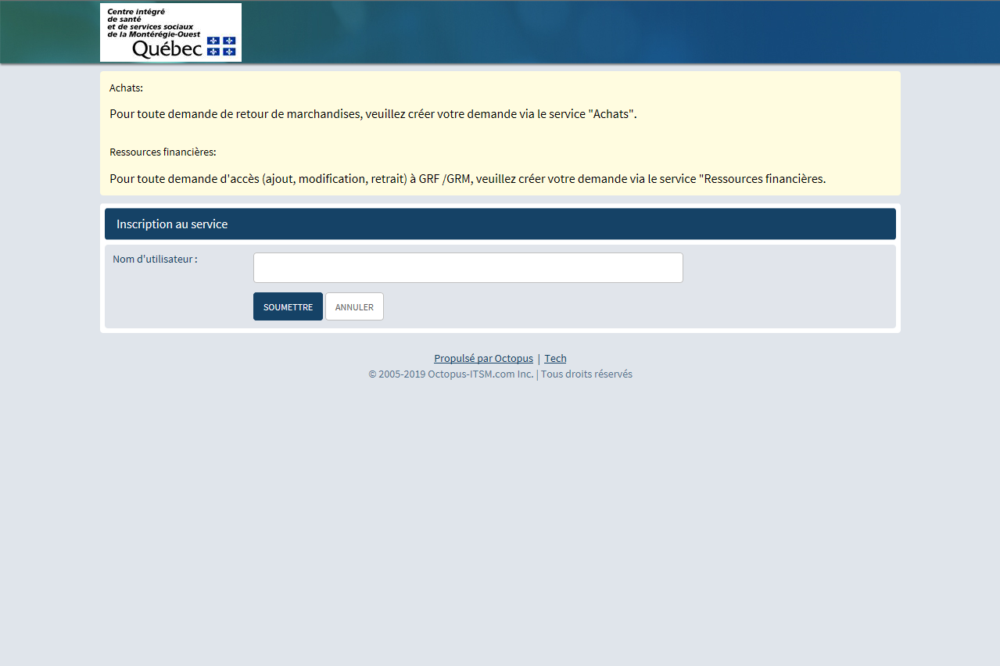 Centre intégré
de santé
et de services sociaux
de la Montérégie-Ouest
Québec
Achats:
Pour toute demande de retour de marchandises, veuillez créer votre demande via le service "Achats".
Ressources financières:
Pour toute demande d'accès (ajout, modification, retrait) à GRF /GRM, veuillez créer votre demande via le service "Ressources financières.
Inscription au service
Nom d'utilisateur :
SOUMETTRE ANNULER
Propulsé par Octopus | Tech
© 2005-2019 Octopus-ITSM.com Inc. | Tous droits réservés